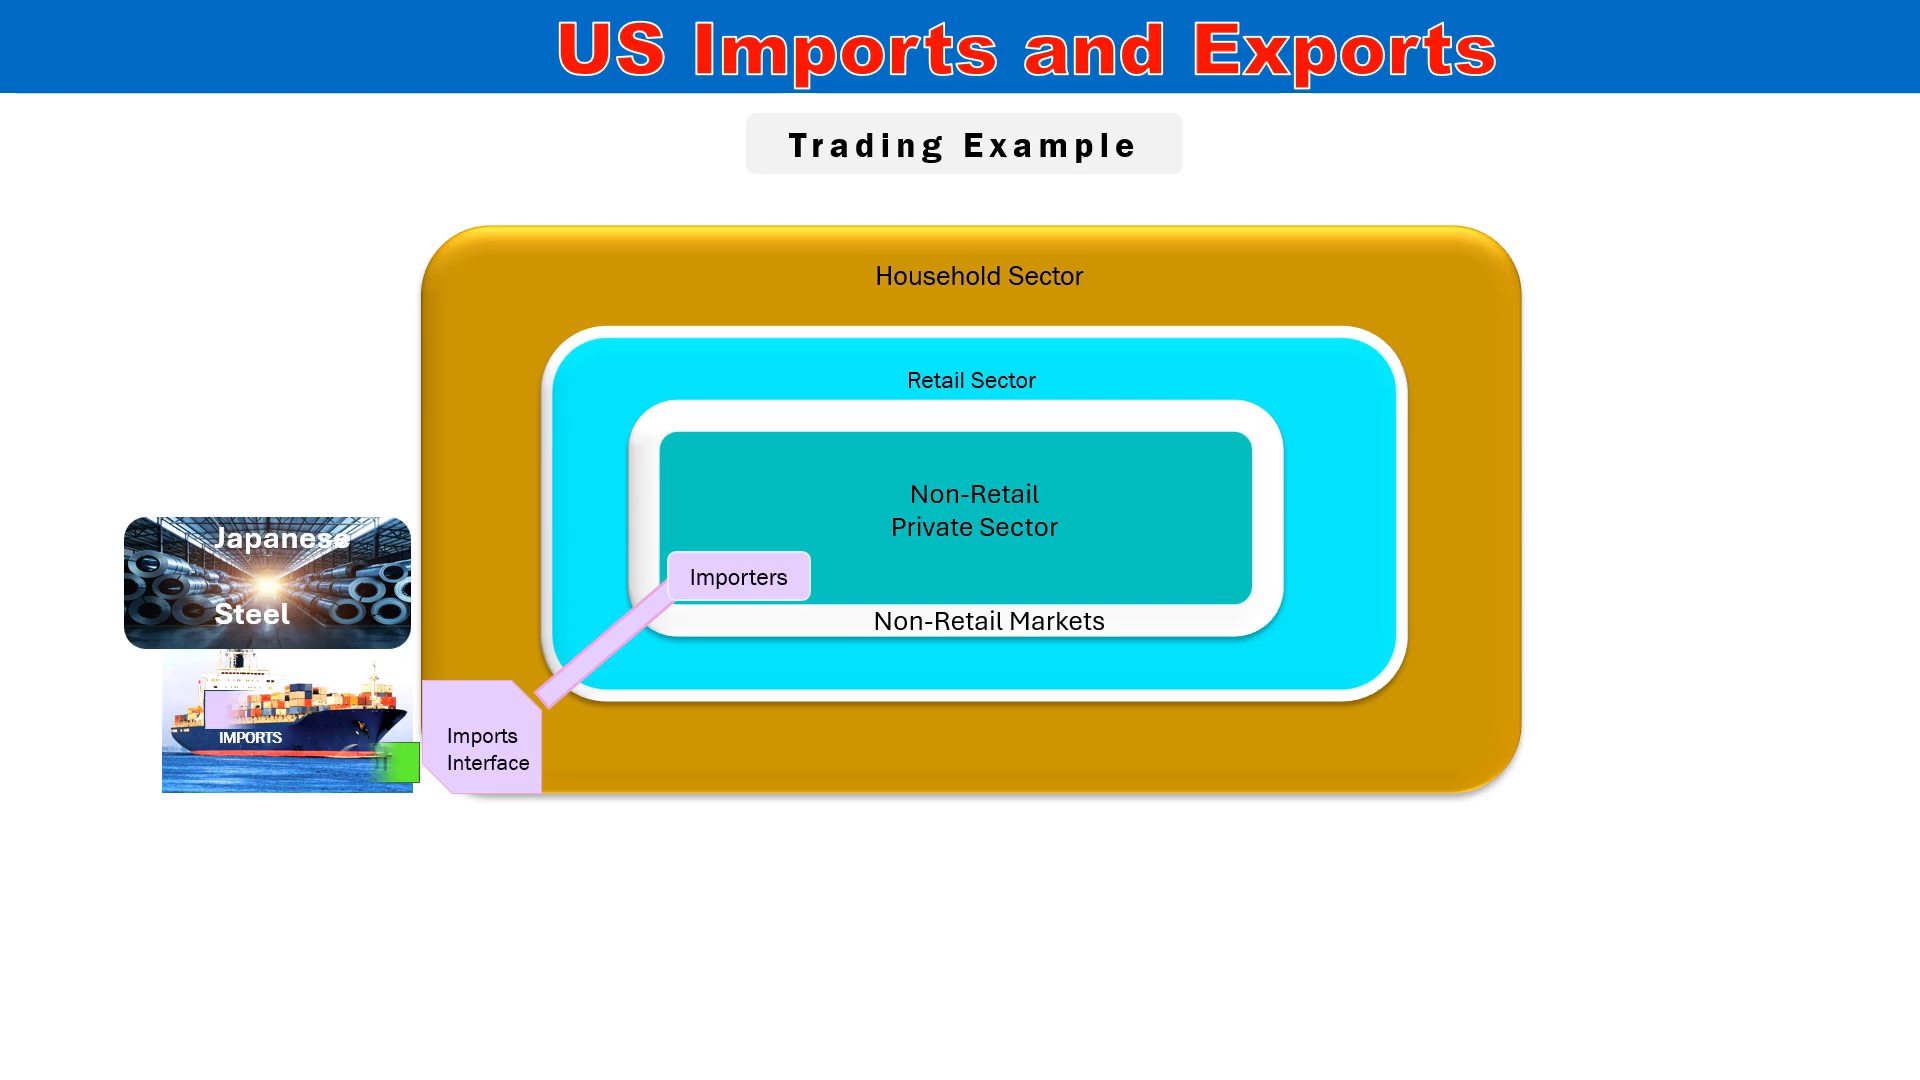 US Imports and Exports
Trading Example
Household Sector
Retail Sector
Non-Retail
Private Sector
Importers
Non-Retail Markets
Japanese
Steel
IMPORTS
Imports
Interface